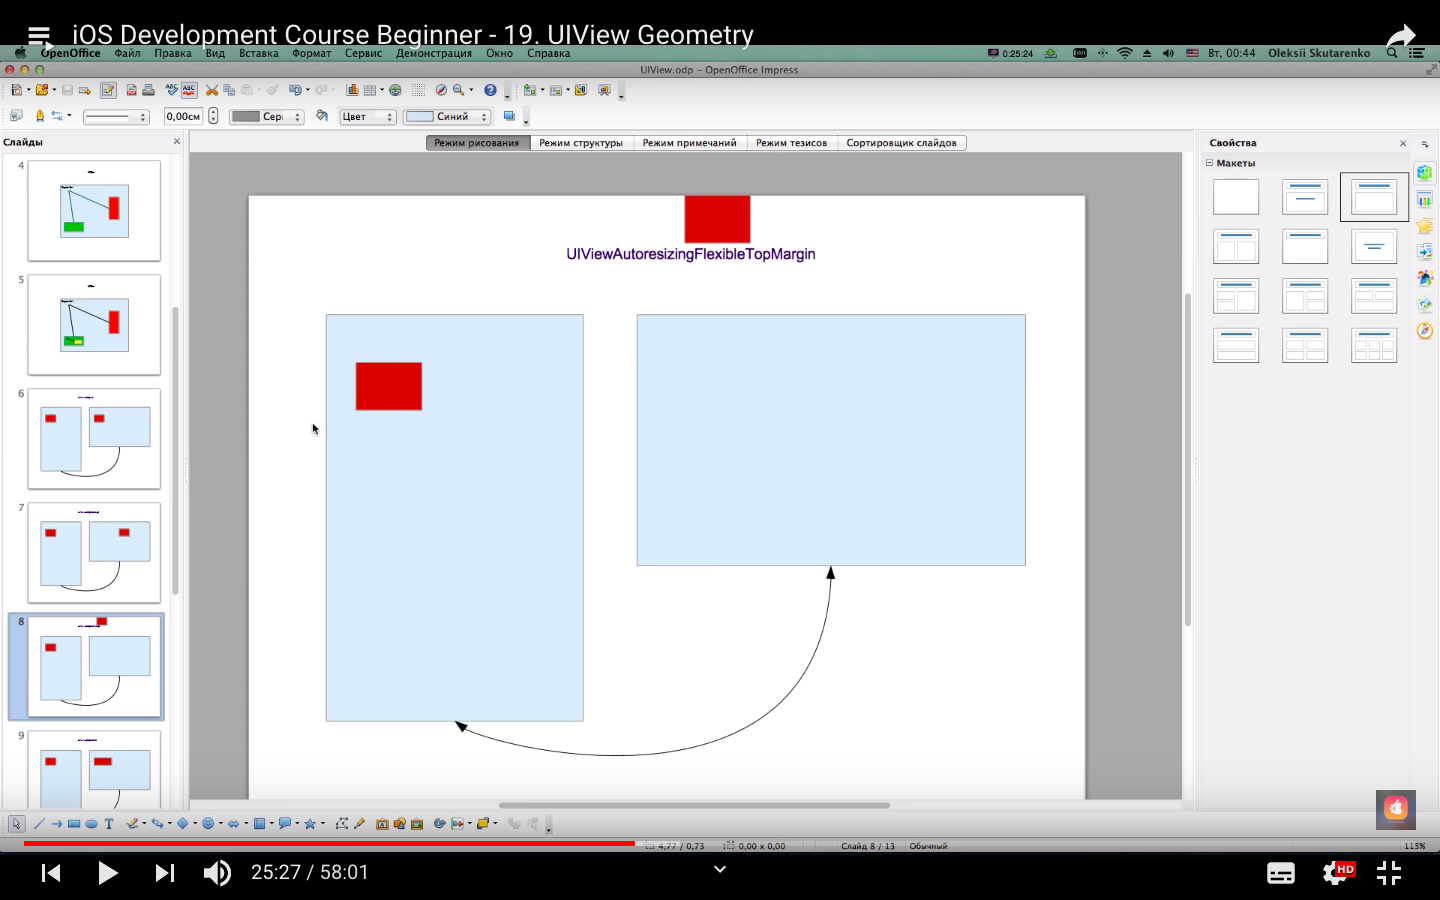 iOS Development Course Beginner - 19. UIView Geometry
OpenOffice Файл Правка Вид Вставка Формат Сервис Демонстрация Окно Справка 0:25:24 Вт, 00:44 Oleksii Skutarenko
UIView.odp – OpenOffice Impress
0,00см Сер Цвет Синий
Слайды
Режим рисования Режим структуры Режим примечаний Режим тезисов Сортировщик слайдов
Свойства
Макеты
4
5
6
7
8
9
UIViewAutoresizingFlexibleTopMargin
4,77 / 0,73 0,00 x 0,00 Слайд 8 / 13 Обычный 115%
25:27 / 58:01
HD